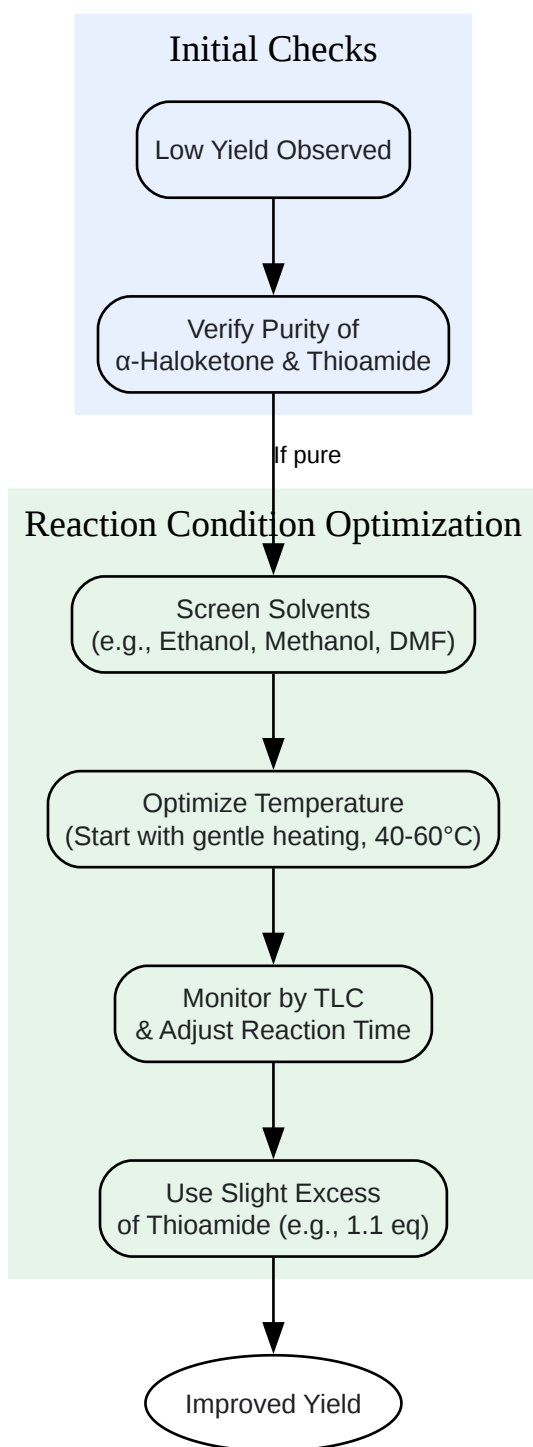 Initial Checks
Low Yield Observed
Verify Purity of
α-Haloketone & Thioamide
If pure
Reaction Condition Optimization
Screen Solvents
(e.g., Ethanol, Methanol, DMF)
Optimize Temperature
(Start with gentle heating, 40-60°C)
Monitor by TLC
& Adjust Reaction Time
Use Slight Excess
of Thioamide (e.g., 1.1 eq)
Improved Yield